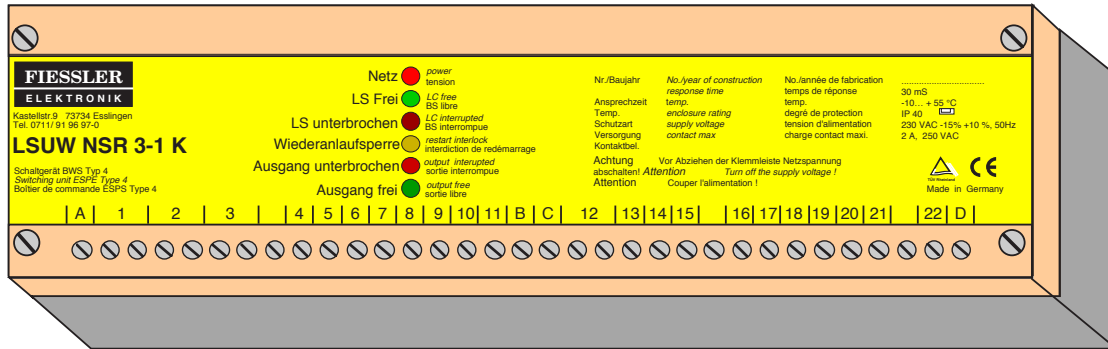 FIESSLER
ELEKTRONIK
Kastellstr.9 73734 Esslingen
Tel. 0711/ 91 96 97-0
LSUW NSR 3-1 K
Schaltgerät BWS Typ 4
Switching unit ESPE Type 4
Boîtier de commande ESPS Type 4
Netz power
tension
LS Frei LC free
BS libre
LS unterbrochen LC interrupted
BS interrompue
Wiederanlaufsperre restart interlock
interdiction de redémarrage
Ausgang unterbrochen output interupted
sortie interrompue
Ausgang frei output free
sortie libre
Nr./Baujahr No./year of construction No./année de fabrication ................................
response time temps de réponse 30 mS
Ansprechzeit temp. temp. -10... + 55 °C
Temp. enclosure rating degré de protection IP 40
Schutzart supply voltage tension d'alimentation 230 VAC -15% +10 %, 50Hz
Versorgung contact max charge contact maxi. 2 A, 250 VAC
Kontaktbel.
Achtung Vor Abziehen der Klemmleiste Netzspannung
abschalten! Attention Turn off the supply voltage !
Attention Couper l'alimentation !
TÜV Rheinland
CE
Made in Germany
| A | 1 | 2 | 3 | | 4 | 5 | 6 | 7 | 8 | 9 | 10 | 11 | B | C | 12 | 13 | 14 | 15 | | 16 | 17 | 18 | 19 | 20 | 21 | | 22 | D |